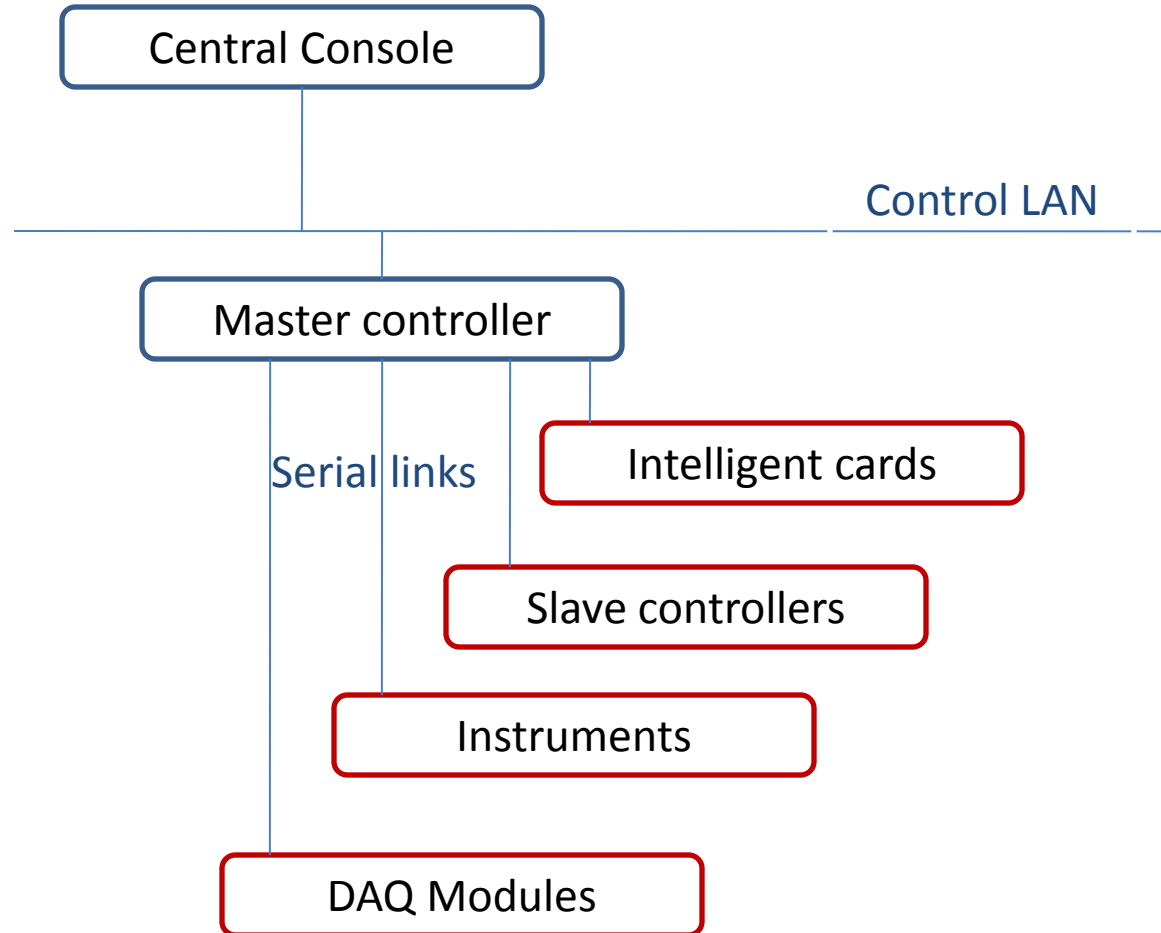 Central Console
Control LAN
Master controller
Intelligent cards
Serial links
Slave controllers
Instruments
DAQ Modules